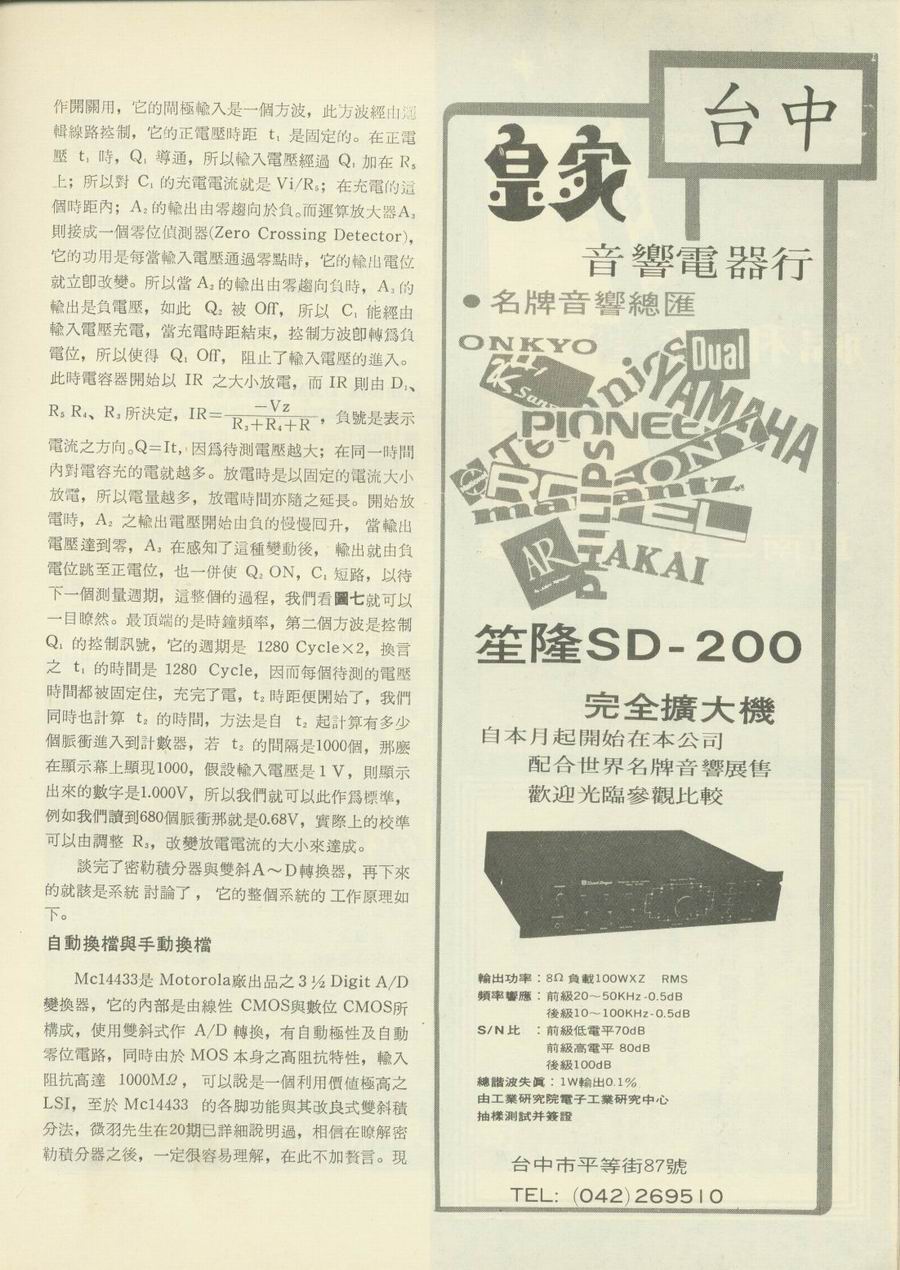 作開關用，它的閘極輸入是一個方波，此方波經由邏
輯線路控制，它的正電壓時距 t₁ 是固定的。在正電
壓 t₁ 時，Q₁ 導通，所以輸入電壓經過 Q₁ 加在 R₅
上；所以對 C₁ 的充電電流就是 Vi/R₅；在充電的這
個時距內；A₂的輸出由零趨向於負。而運算放大器A₃
則接成一個零位偵測器(Zero Crossing Detector)，
它的功用是每當輸入電壓通過零點時，它的輸出電位
就立卽改變。所以當 A₂的輸出由零趨向負時，A₃的
輸出是負電壓，如此 Q₂ 被 Off， 所以 C₁ 能經由
輸入電壓充電，當充電時距結束，控制方波卽轉爲負
電位，所以使得 Q₁ Off， 阻止了輸入電壓的進入。
此時電容器開始以 IR 之大小放電，而 IR 則由 D₁、
R₅ R₄、R₃所決定，IR=−Vz/R₃+R₄+R，負號是表示
電流之方向。Q=It，因爲待測電壓越大；在同一時間
內對電容充的電就越多。放電時是以固定的電流大小
放電，所以電量越多，放電時間亦隨之延長。開始放
電時，A₂ 之輸出電壓開始由負的慢慢囘升， 當輸出
電壓達到零，A₃ 在感知了這種變動後， 輸出就由負
電位跳至正電位，也一併使 Q₂ ON，C₁ 短路，以待
下一個測量週期，這整個的過程，我們看圖七就可以
一目瞭然。最頂端的是時鐘頻率，第二個方波是控制
Q₁ 的控制訊號，它的週期是 1280 Cycle×2，換言
之 t₁ 的時間是 1280 Cycle，因而每個待測的電壓
時間都被固定住，充完了電，t₂時距便開始了，我們
同時也計算 t₂ 的時間，方法是自 t₂ 起計算有多少
個脈衝進入到計數器，若 t₂ 的間隔是1000個，那麼
在顯示幕上顯現1000，假設輸入電壓是1 V，則顯示
出來的數字是1.000V，所以我們就可以此作爲標準，
例如我們讀到680個脈衝那就是0.68V，實際上的校準
可以由調整 R₃，改變放電電流的大小來達成。
談完了密勒積分器與雙斜A～D轉換器，再下來
的就該是系統 討論了， 它的整個系統的 工作原理如
下。
自動換檔與手動換檔
Mc14433是 Motorola廠出品之3 ½ Digit A/D
變換器，它的內部是由線性 CMOS與數位 CMOS所
構成，使用雙斜式作 A/D 轉換，有自動極性及自動
零位電路，同時由於 MOS 本身之高阻抗特性，輸入
阻抗高達 1000MΩ， 可以說是一個利用價值極高之
LSI，至於 Mc14433 的各脚功能與其改良式雙斜積
分法，微羽先生在20期已詳細說明過，相信在瞭解密
勒積分器之後，一定很容易理解，在此不加贅言。現
台中
皇家
音響電器行
● 名牌音響總匯
ONKYO
Dual
Technics
YAMAHA
PIONEE
SONY
marantz
PHILIPS
AR
AKAI
笙隆SD-200
完全擴大機
自本月起開始在本公司
配合世界名牌音響展售
歡迎光臨參觀比較
輸出功率：8Ω 負載100WX2 RMS
頻率響應：前級20～50KHz -0.5dB
後級10～100KHz-0.5dB
S/N比 ：前級低電平70dB
前級高電平 80dB
後級100dB
總諧波失眞：1W輸出0.1%
由工業研究院電子工業研究中心
抽樣測試并簽證
台中市平等街87號
TEL: (042)269510